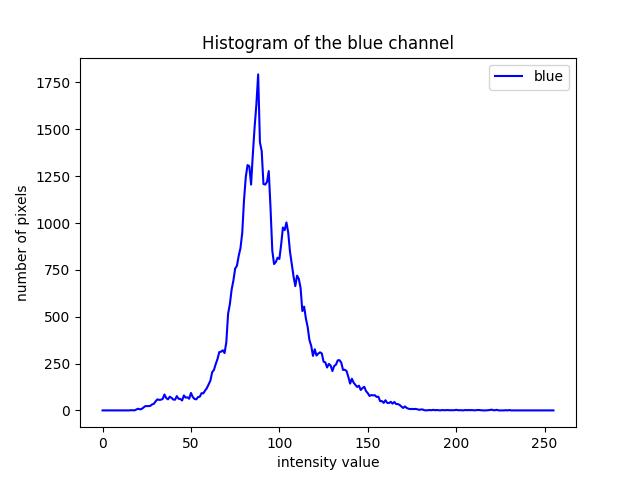 Histogram of the blue channel
blue
number of pixels
1750
1500
1250
1000
750
500
250
0
0 50 100 150 200 250
intensity value